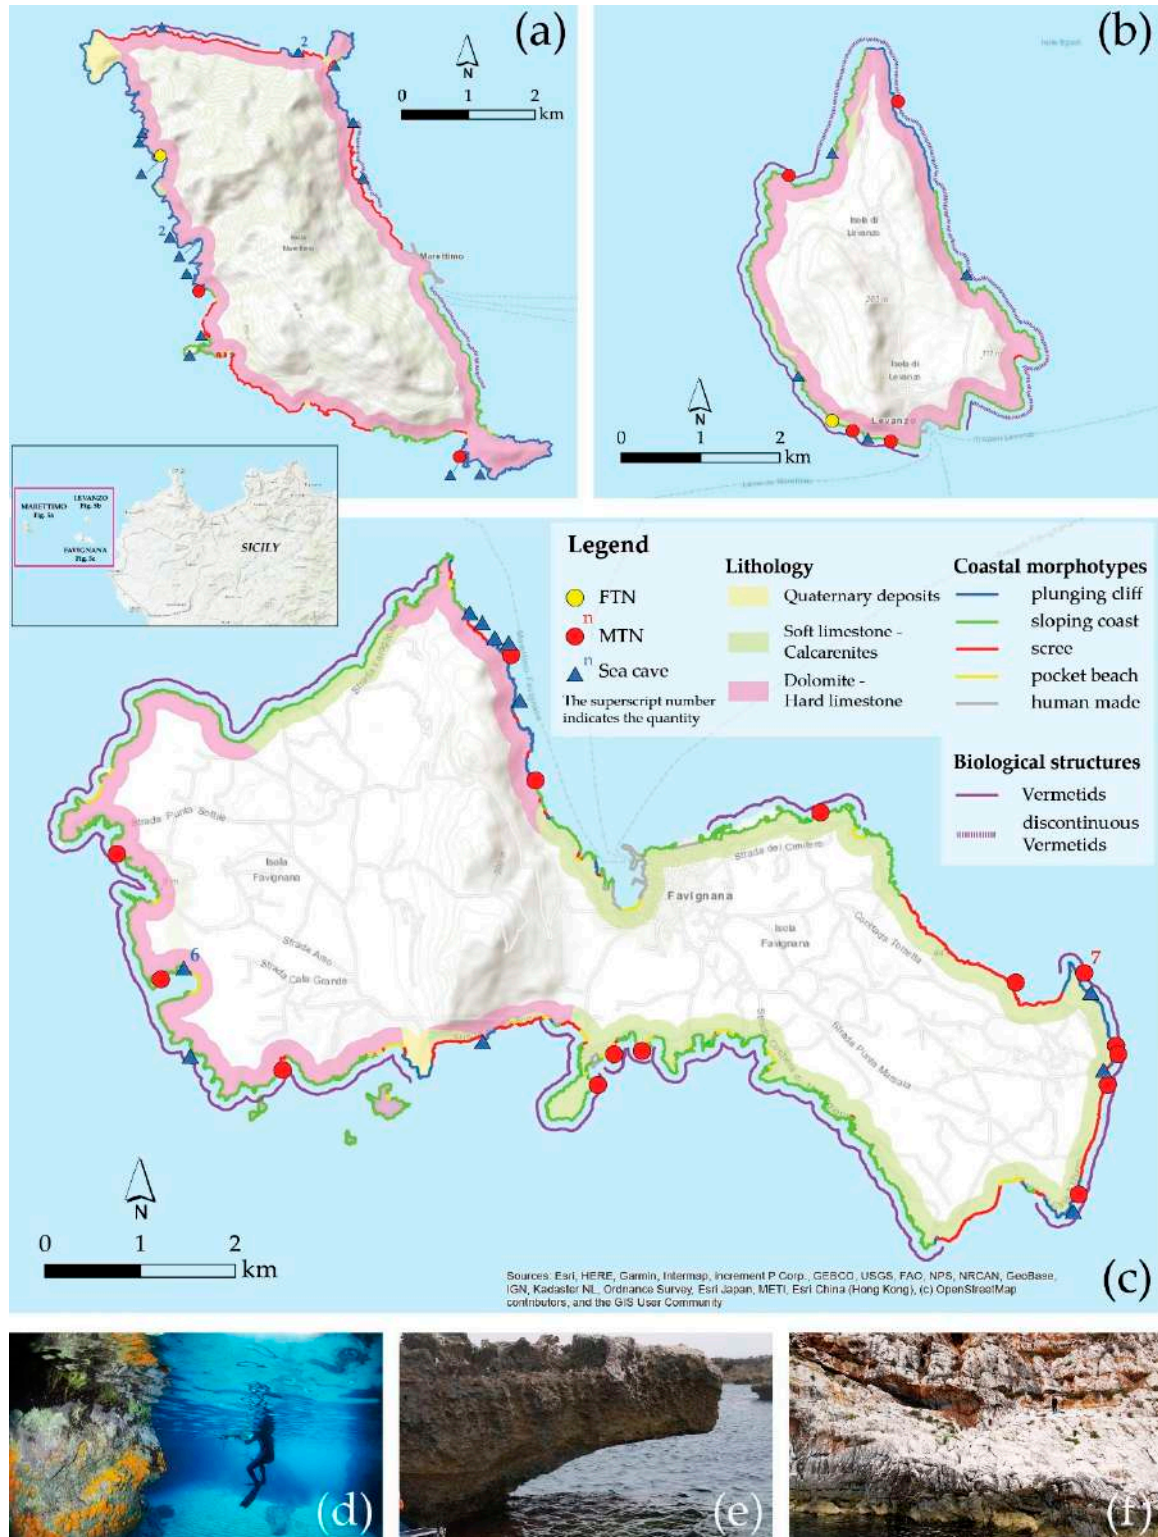 (a)
2
N
0 1 2
km
2
Marettimo
(b)
Isola di
Levanzo
Isola di
Levanzo
Levanzo
N
0 1 2
km
LEVANZO
Fig. 5b
MARETTIMO
Fig. 5a
FAVIGNANA
Fig. 5c
SICILY
Legend
FTN
n
MTN
n
Sea cave
The superscript number
indicates the quantity
Lithology
Quaternary deposits
Soft limestone -
Calcarenites
Dolomite -
Hard limestone
Coastal morphotypes
plunging cliff
sloping coast
scree
pocket beach
human made
Biological structures
Vermetids
discontinuous
Vermetids
Strada Punta Sottile
Isola
Favignana
Strada Cala Grande
6
Favignana
Strada del Cimitero
Isola
Favignana
Strada Punta Marsala
7
N
0 1 2
km
(c)
Sources: Esri, HERE, Garmin, Intermap, increment P Corp., GEBCO, USGS, FAO, NPS, NRCAN, GeoBase,
IGN, Kadaster NL, Ordnance Survey, Esri Japan, METI, Esri China (Hong Kong), (c) OpenStreetMap
contributors, and the GIS User Community
(d)
(e)
(f)